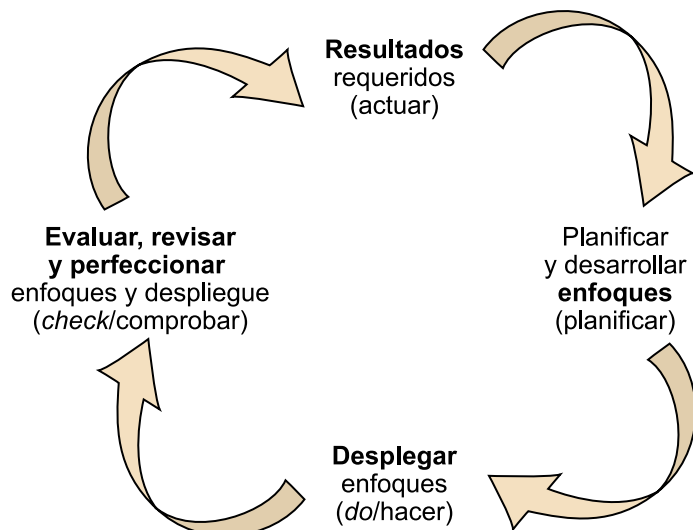 Resultados
requeridos
(actuar)
Planificar
y desarrollar
enfoques
(planificar)
Desplegar
enfoques
(do/hacer)
Evaluar, revisar
y perfeccionar
enfoques y despliegue
(check/comprobar)